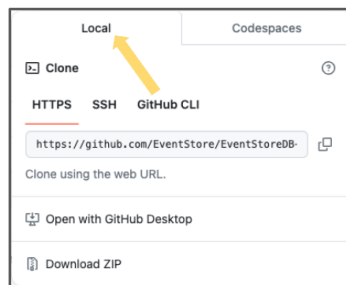 Local Codespaces
Clone
HTTPS SSH GitHub CLI
https://github.com/EventStore/EventStoreDB-
Clone using the web URL.
Open with GitHub Desktop
Download ZIP